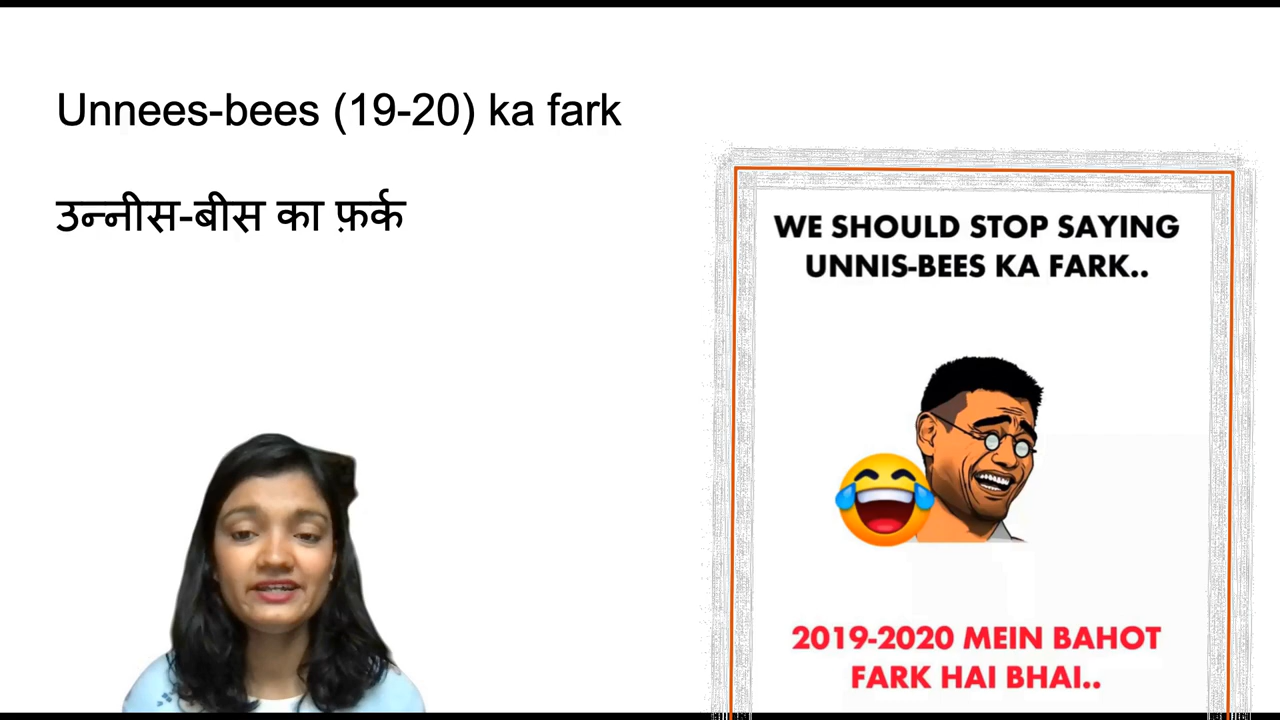 Unnees-bees (19-20) ka fark
उन्नीस-बीस का फ़र्क
WE SHOULD STOP SAYING
UNNIS-BEES KA FARK..
2019-2020 MEIN BAHOT
FARK HAI BHAI..